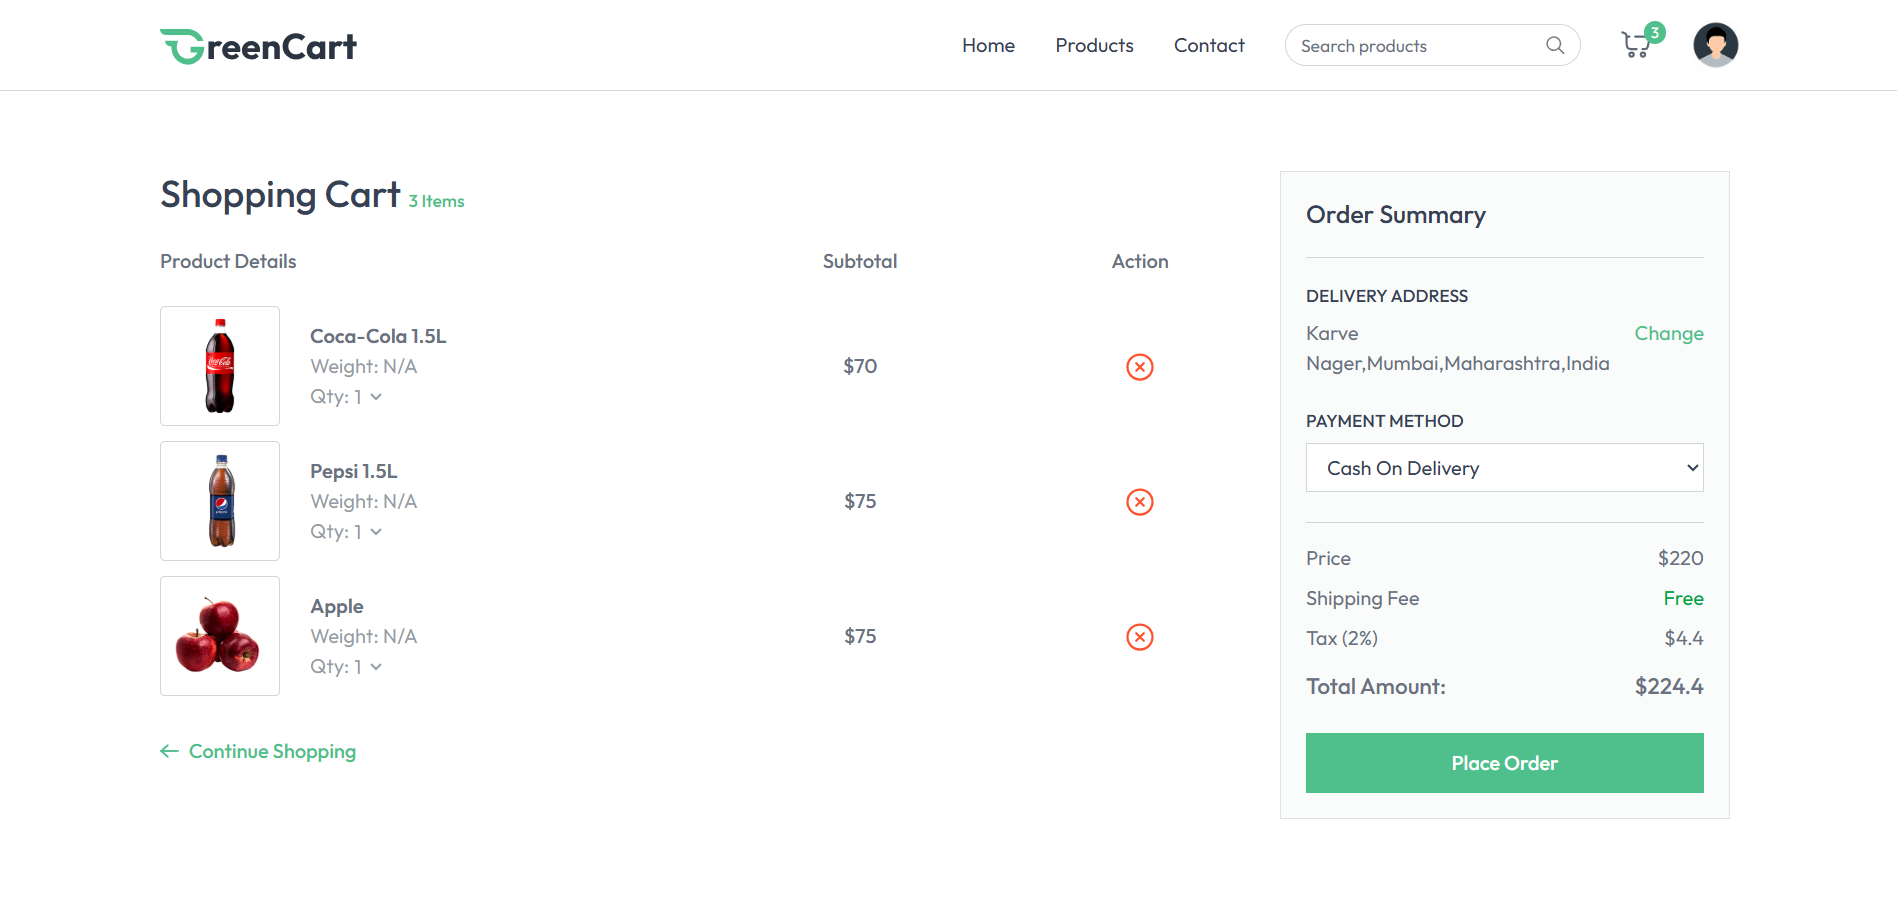 GreenCart
Home
Products
Contact
Search products
3
Shopping Cart 3 Items
Product Details
Subtotal
Action
Coca-Cola 1.5L
Weight: N/A
Qty: 1
$70
Pepsi 1.5L
Weight: N/A
Qty: 1
$75
Apple
Weight: N/A
Qty: 1
$75
Continue Shopping
Order Summary
DELIVERY ADDRESS
Karve
Change
Nager,Mumbai,Maharashtra,India
PAYMENT METHOD
Cash On Delivery
Price $220
Shipping Fee Free
Tax (2%) $4.4
Total Amount: $224.4
Place Order